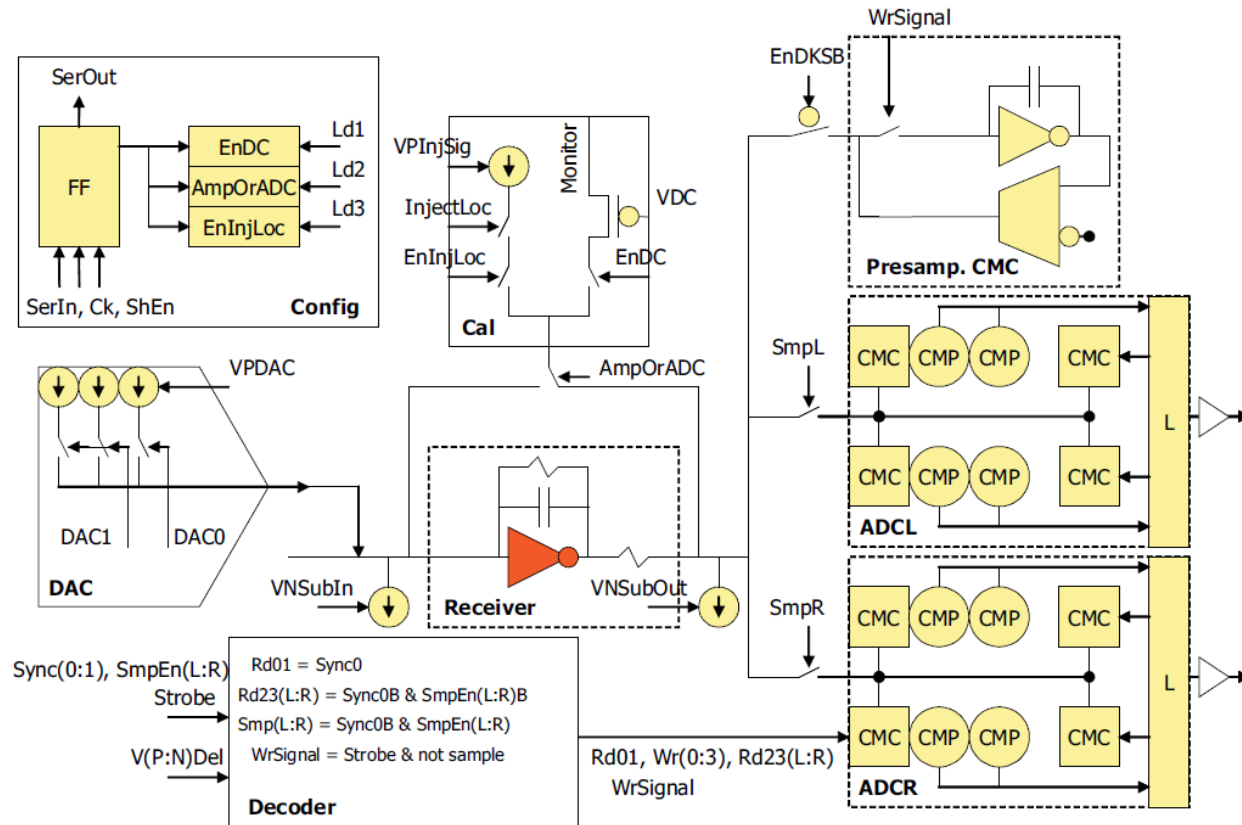 SerOut
FF
EnDC
AmpOrADC
EnInjLoc
Ld1
Ld2
Ld3
SerIn, Ck, ShEn
Config
VPInjSig
InjectLoc
EnInjLoc
Monitor
VDC
EnDC
Cal
AmpOrADC
WrSignal
EnDKSB
Presamp. CMC
VPDAC
DAC1
DAC0
DAC
VNSubIn
Receiver
VNSubOut
SmpL
CMC CMP CMP CMC
L
CMC CMP CMP CMC
ADCL
SmpR
CMC CMP CMP CMC
L
CMC CMP CMP CMC
ADCR
Sync(0:1), SmpEn(L:R)
Strobe
V(P:N)Del
Rd01 = Sync0
Rd23(L:R) = Sync0B & SmpEn(L:R)B
Smp(L:R) = Sync0B & SmpEn(L:R)
WrSignal = Strobe & not sample
Decoder
Rd01, Wr(0:3), Rd23(L:R)
WrSignal